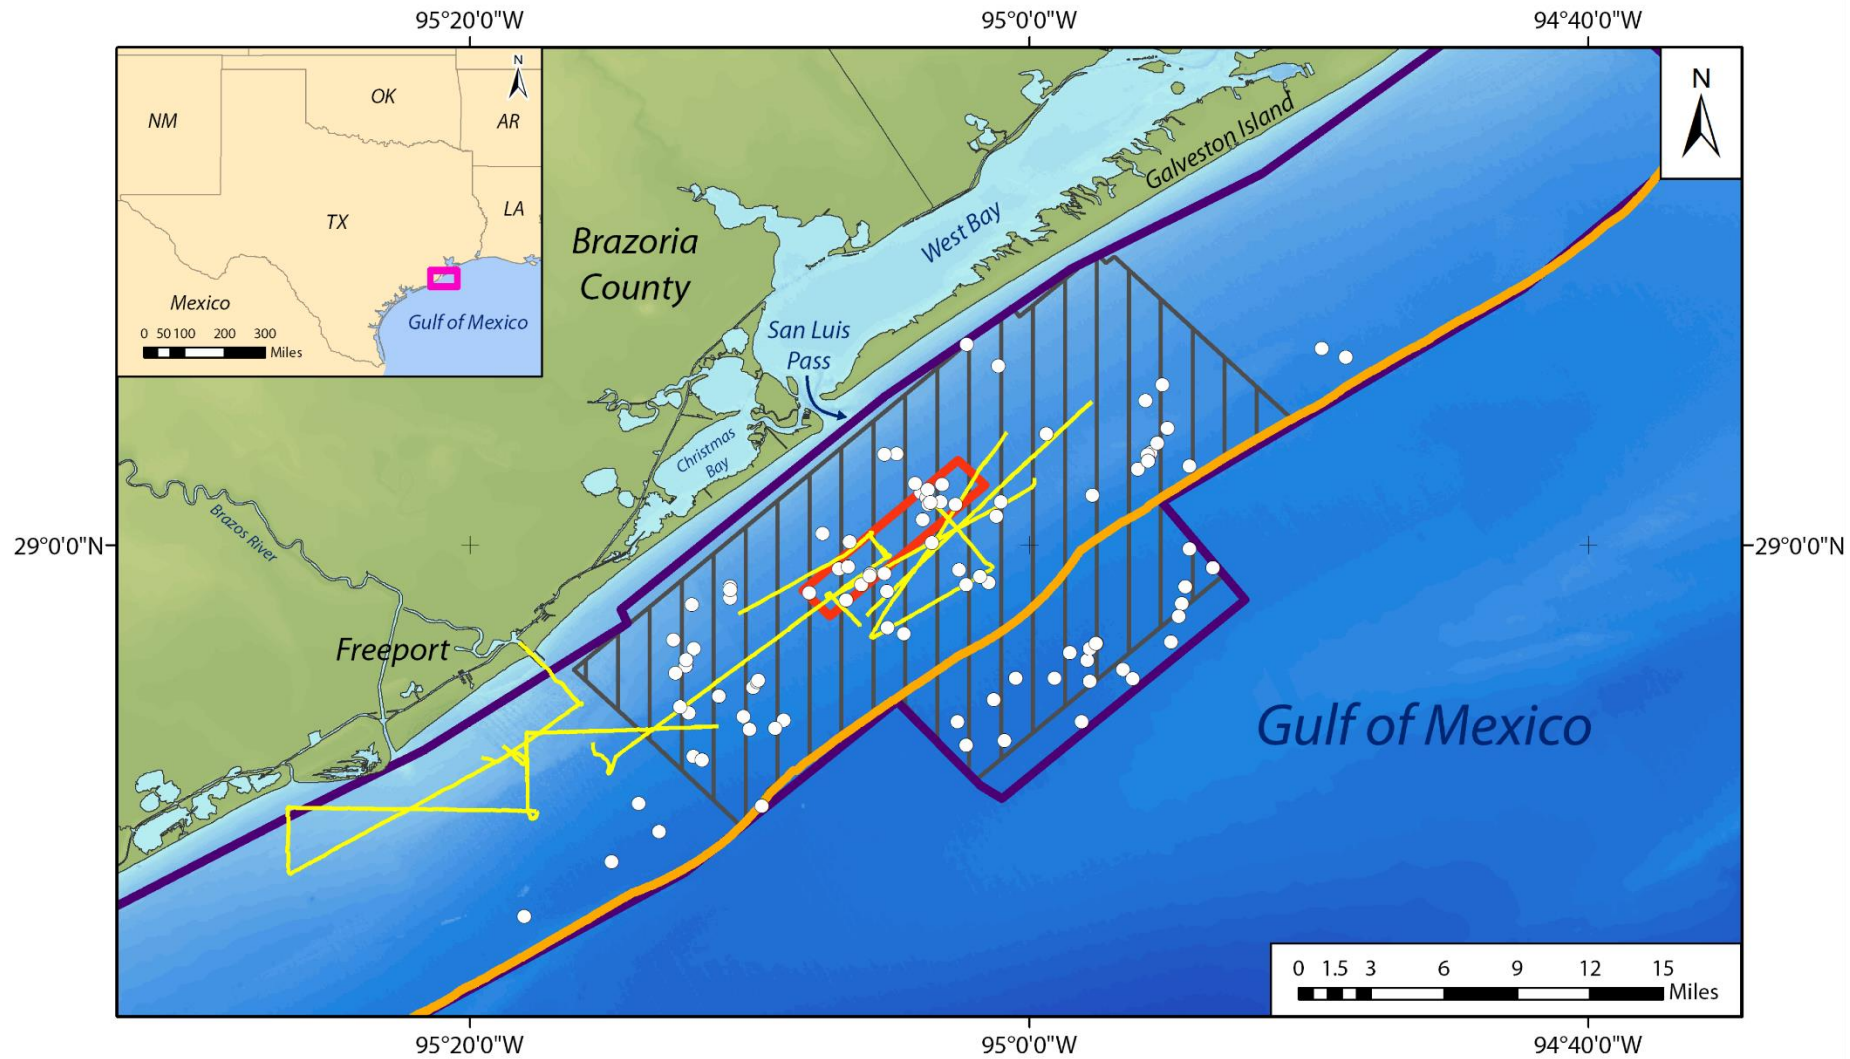 95°20'0"W 95°0'0"W 94°40'0"W
N
NM
OK
AR
TX
LA
Mexico
Gulf of Mexico
0 50 100 200 300
Miles
N
Galveston Island
West Bay
Brazoria
County
San Luis
Pass
Christmas
Bay
Brazos River
29°0'0"N
29°0'0"N
Freeport
Gulf of Mexico
0 1.5 3 6 9 12 15
Miles
95°20'0"W 95°0'0"W 94°40'0"W